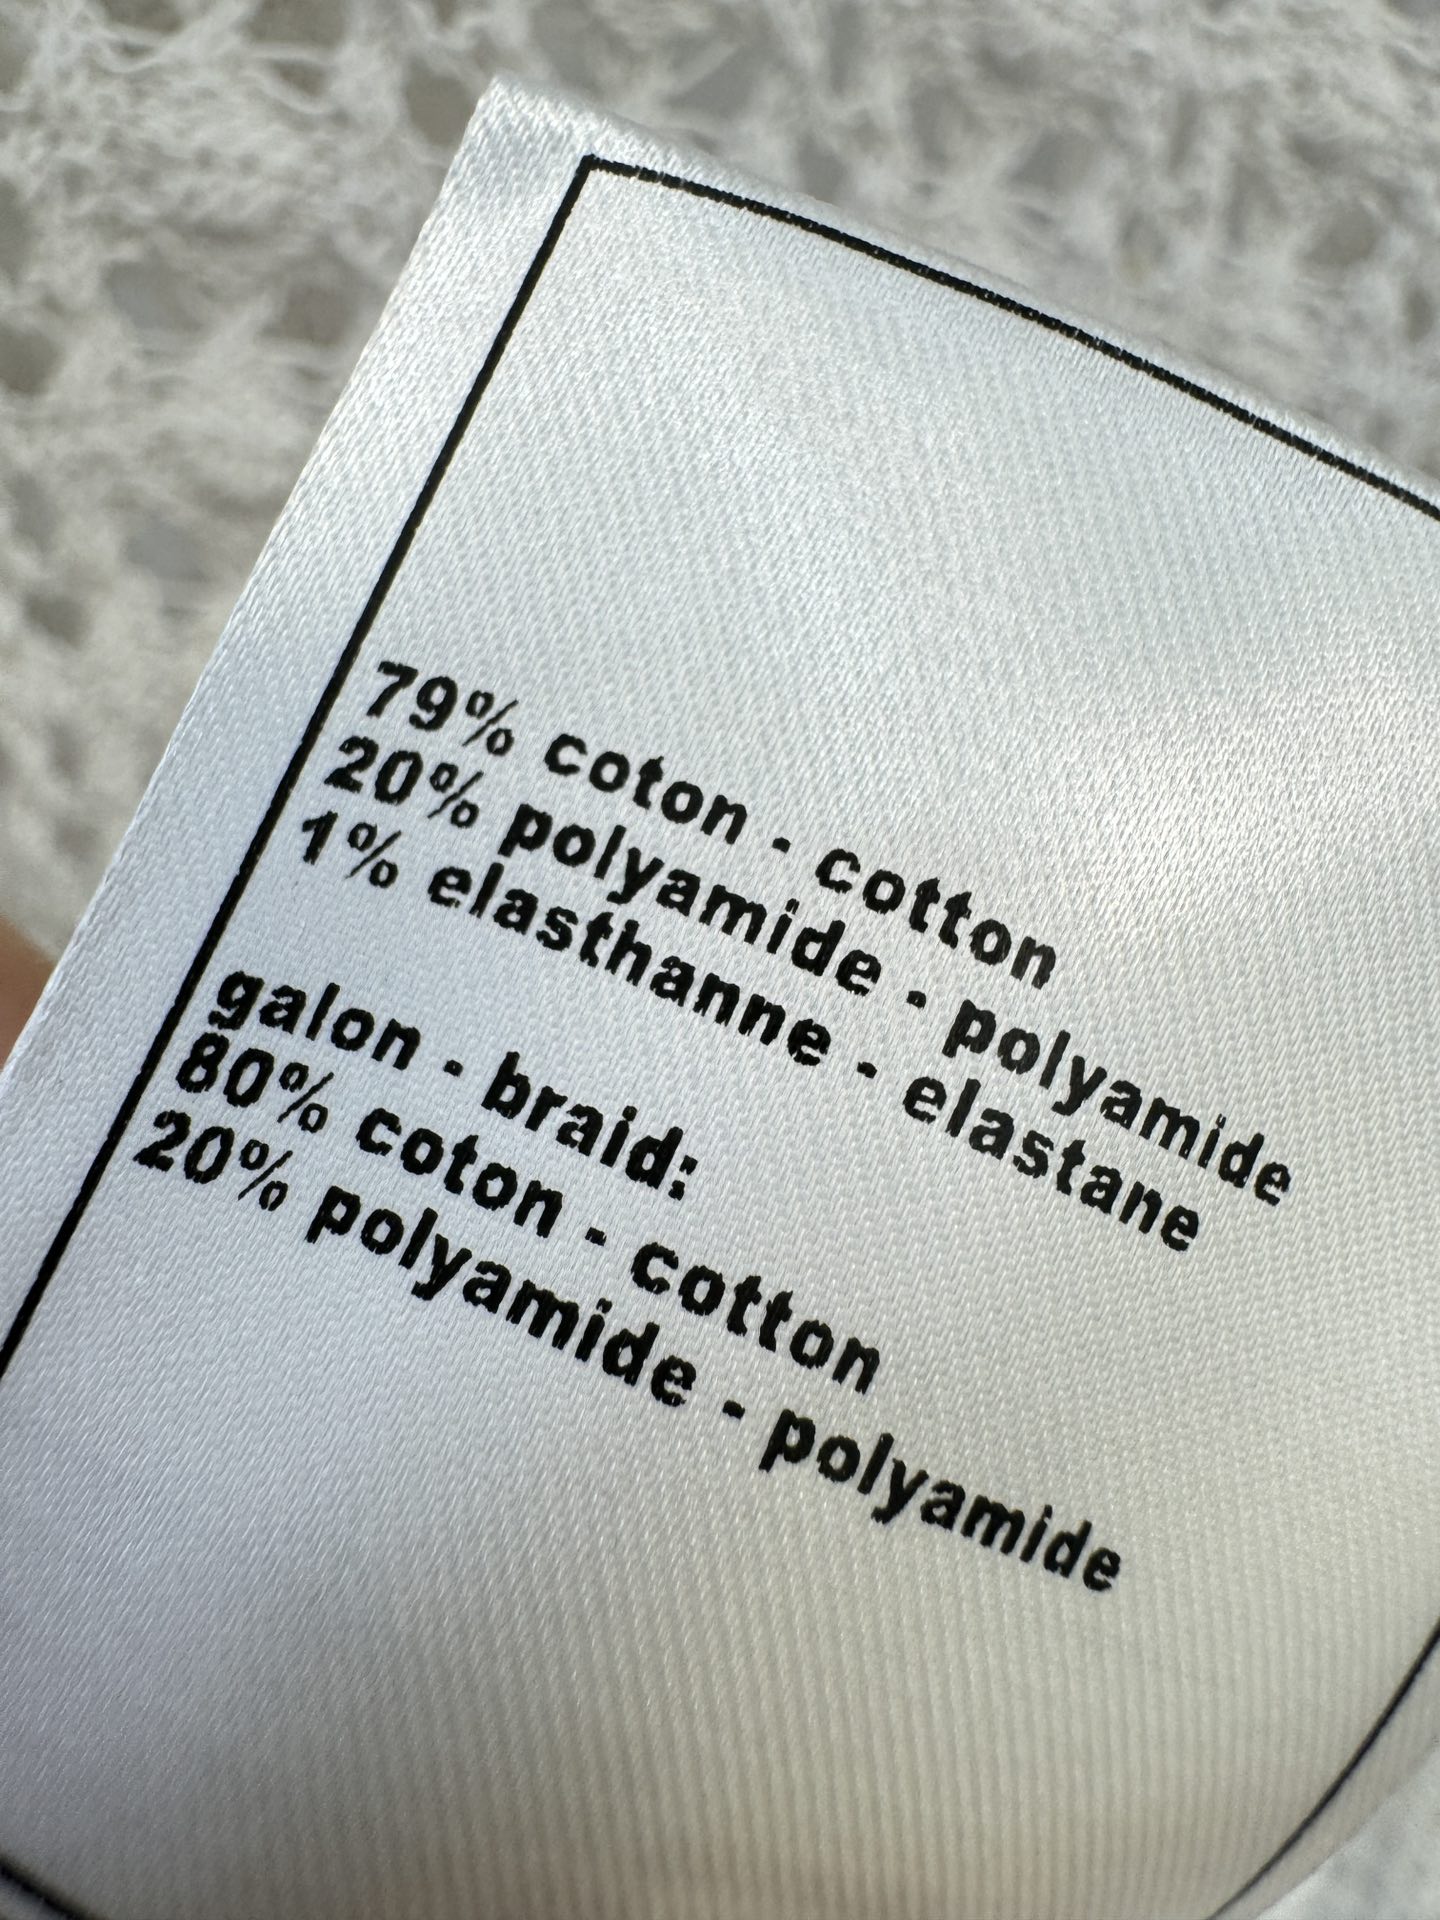 79% coton - cotton
20% polyamide - polyamide
1% elasthanne - elastane
galon - braid:
80% coton - cotton
20% polyamide - polyamide